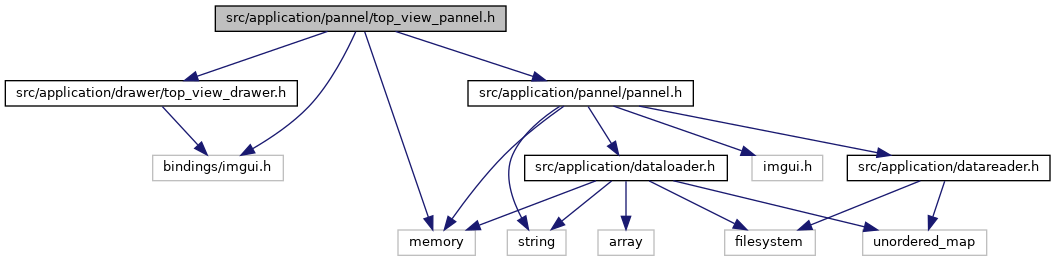 src/application/pannel/top_view_pannel.h
src/application/drawer/top_view_drawer.h
src/application/pannel/pannel.h
bindings/imgui.h
src/application/dataloader.h
imgui.h
src/application/datareader.h
memory
string
array
filesystem
unordered_map